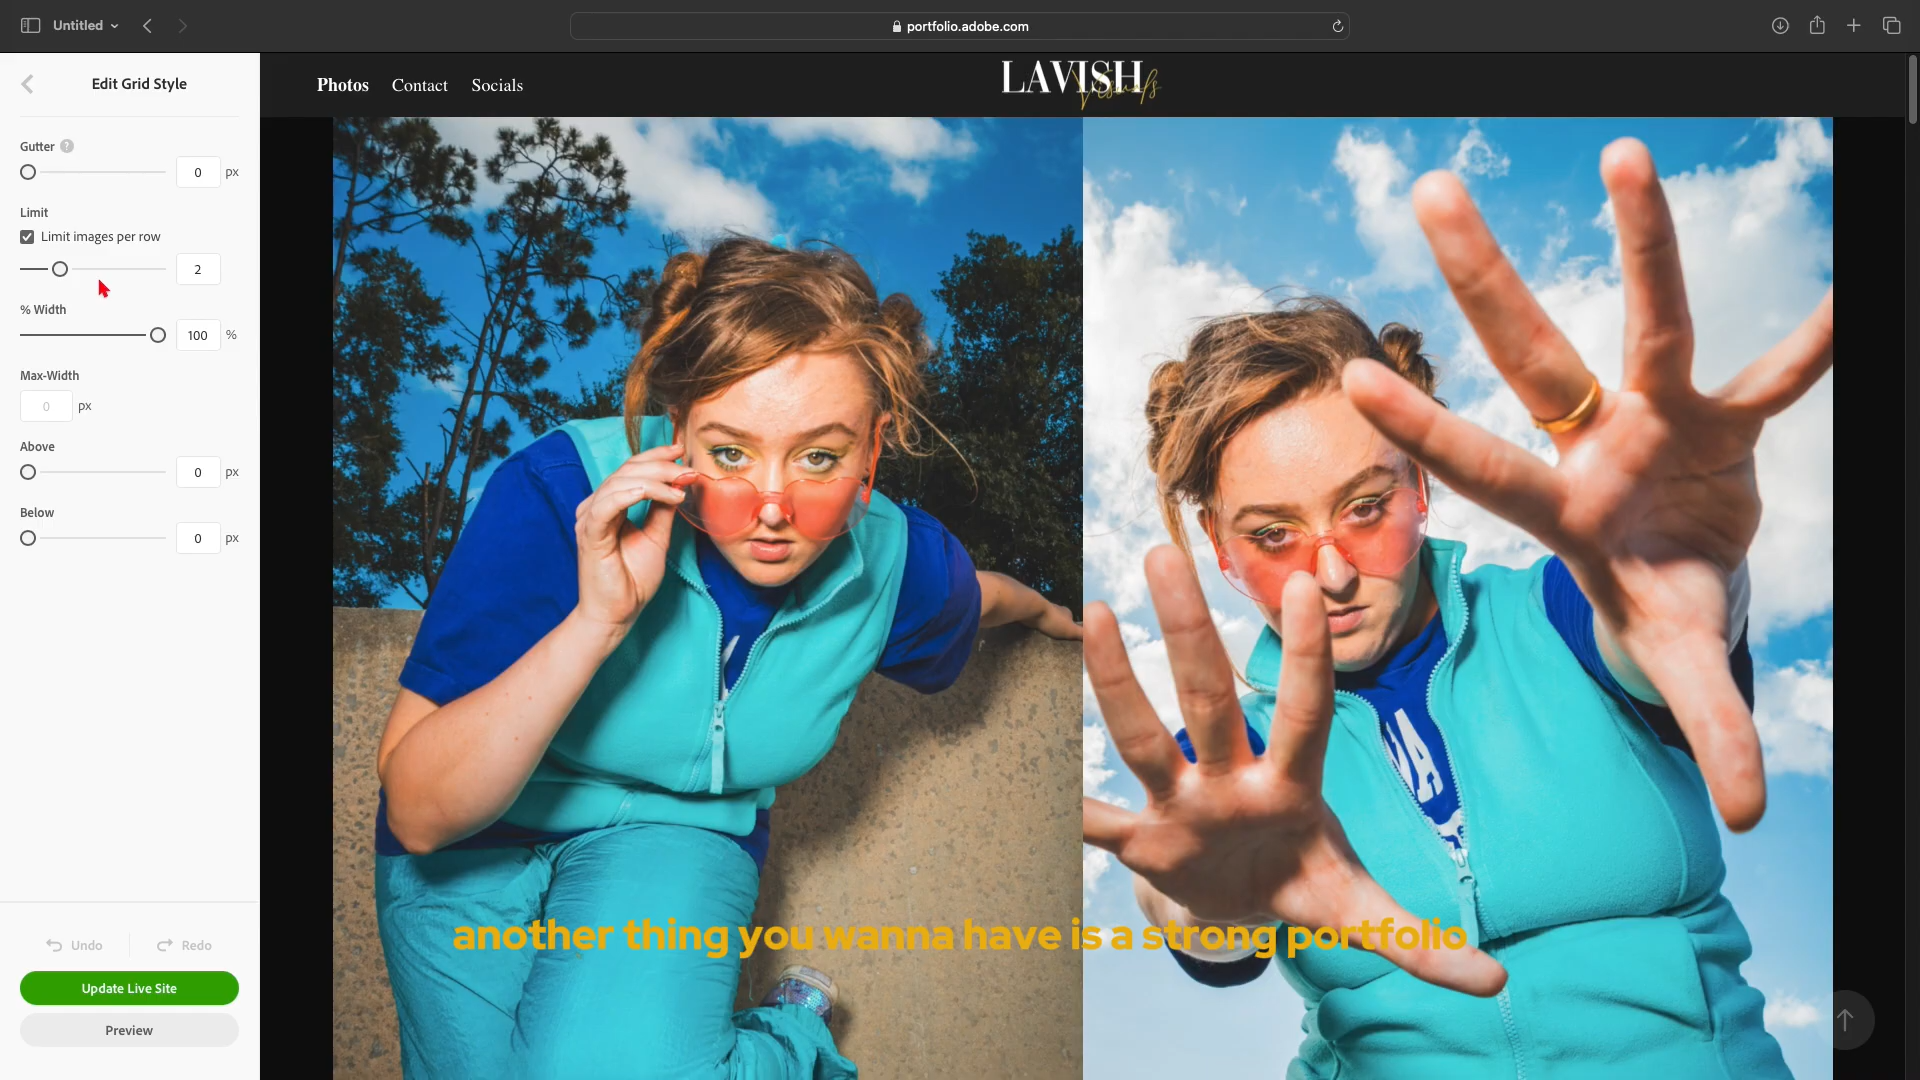 Untitled
portfolio.adobe.com
Edit Grid Style
Gutter ?
0 px
Limit
Limit images per row
2
% Width
100 %
Max-Width
0 px
Above
0 px
Below
0 px
Undo Redo
Update Live Site
Preview
Photos Contact Socials
LAVISH
Visuals
another thing you wanna have is a strong portfolio